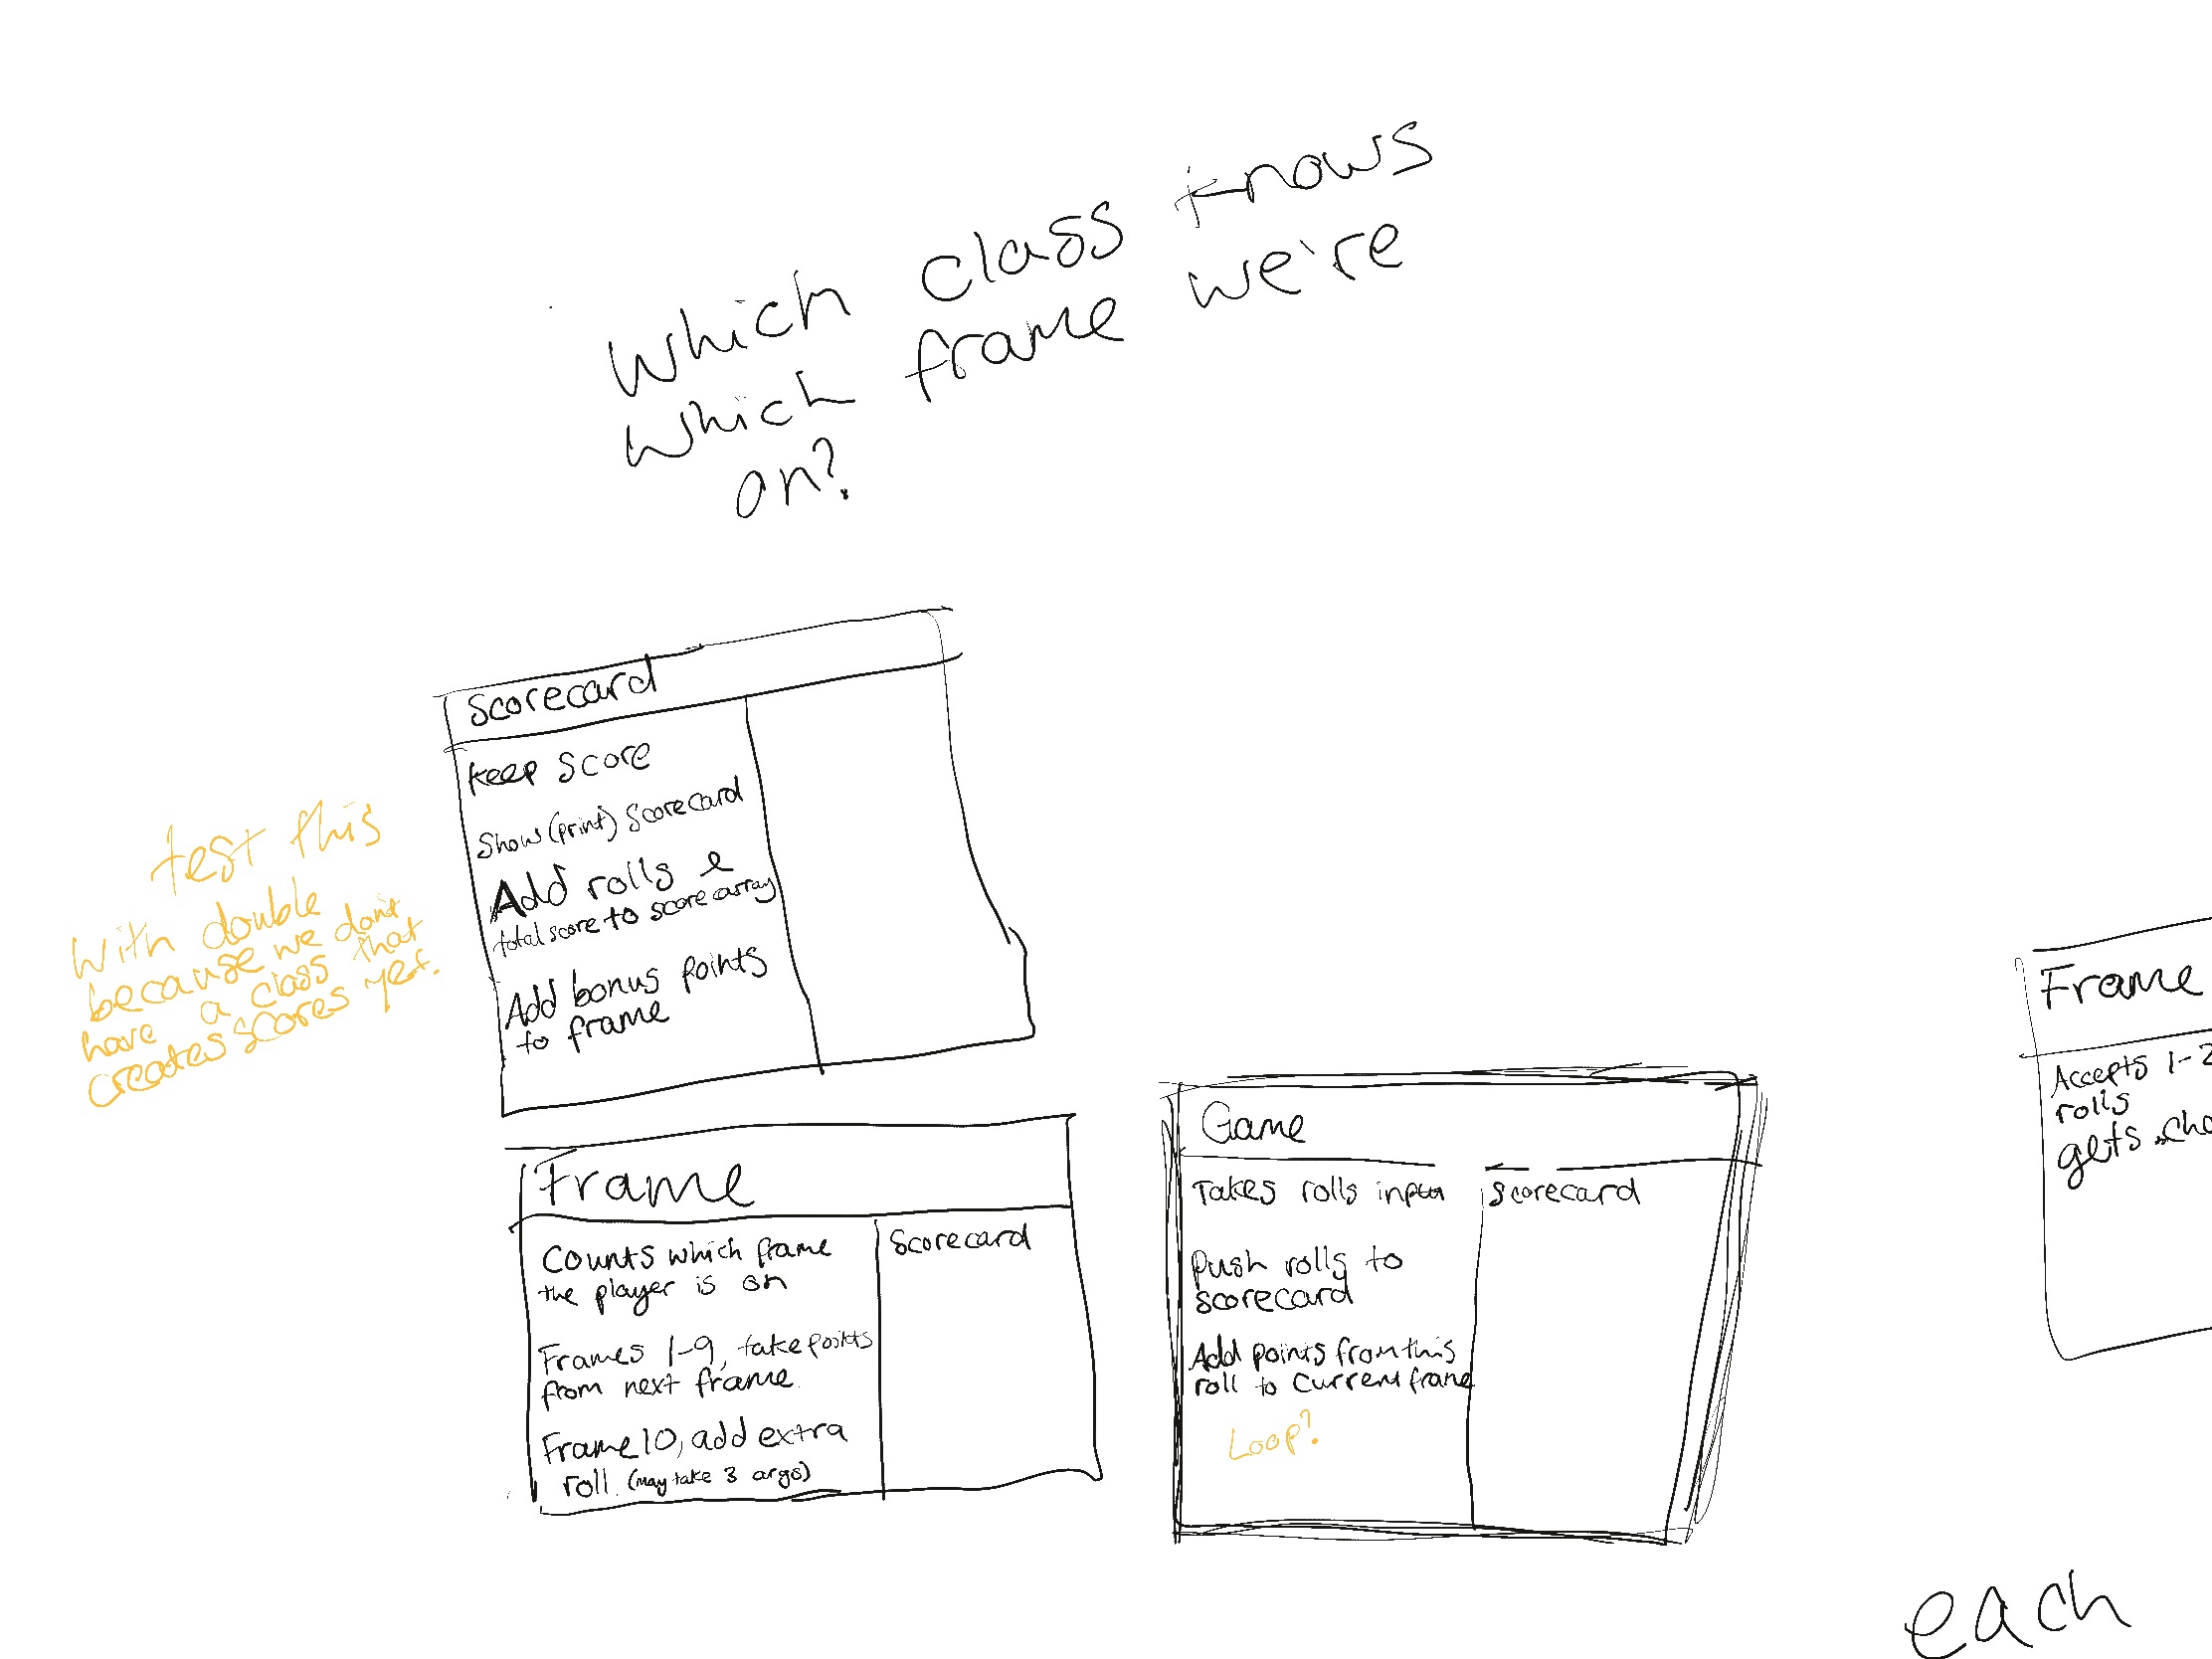 Which class knows
which frame we're
on?
Scorecard
keep score
Show (print) Scorecard
Add rolls &
total score to score array
Add bonus points
to frame
test this
with double
because we don't
have a class that
creates scores yet.
Frame
Counts which frame
the player is on
Scorecard
Frames 1-9, take points
from next frame.
Frame 10, add extra
roll. (may take 3 args)
Game
Takes rolls input
Scorecard
Push rolls to
scorecard
Add points from this
roll to current frame
Loop?
Frame
Accepts 1-2
rolls
gets
each